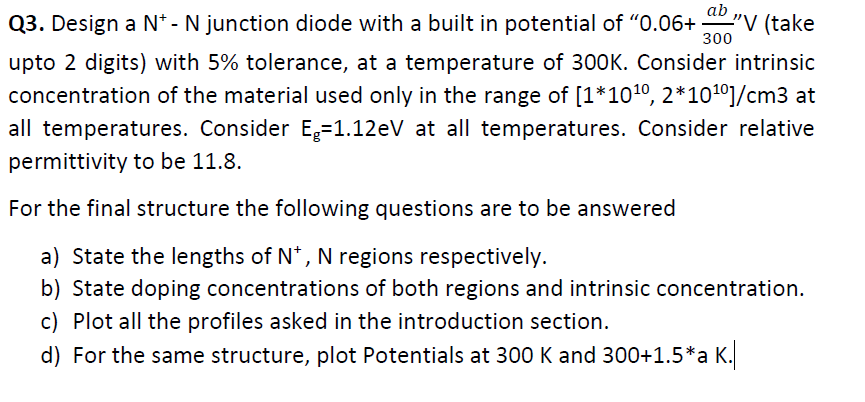 Q3. Design a N⁺ - N junction diode with a built in potential of “0.06+ ab/300”V (take
upto 2 digits) with 5% tolerance, at a temperature of 300K. Consider intrinsic
concentration of the material used only in the range of [1*10¹⁰, 2*10¹⁰]/cm3 at
all temperatures. Consider E_g=1.12eV at all temperatures. Consider relative
permittivity to be 11.8.
For the final structure the following questions are to be answered
a) State the lengths of N⁺ , N regions respectively.
b) State doping concentrations of both regions and intrinsic concentration.
c) Plot all the profiles asked in the introduction section.
d) For the same structure, plot Potentials at 300 K and 300+1.5*a K.